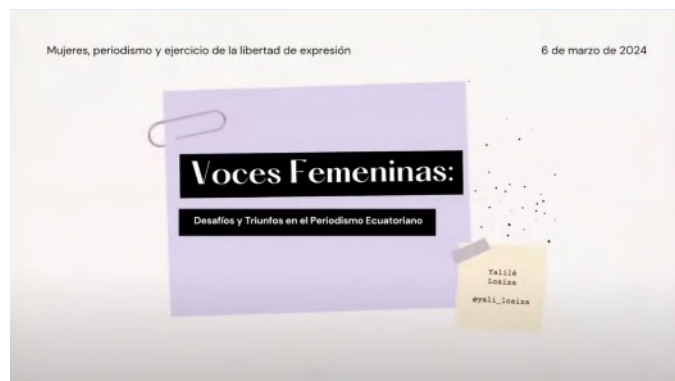 Mujeres, periodismo y ejercicio de la libertad de expresión
6 de marzo de 2024
Voces Femeninas:
Desafíos y Triunfos en el Periodismo Ecuatoriano
Yalilé
Loaiza
@yali_loaiza